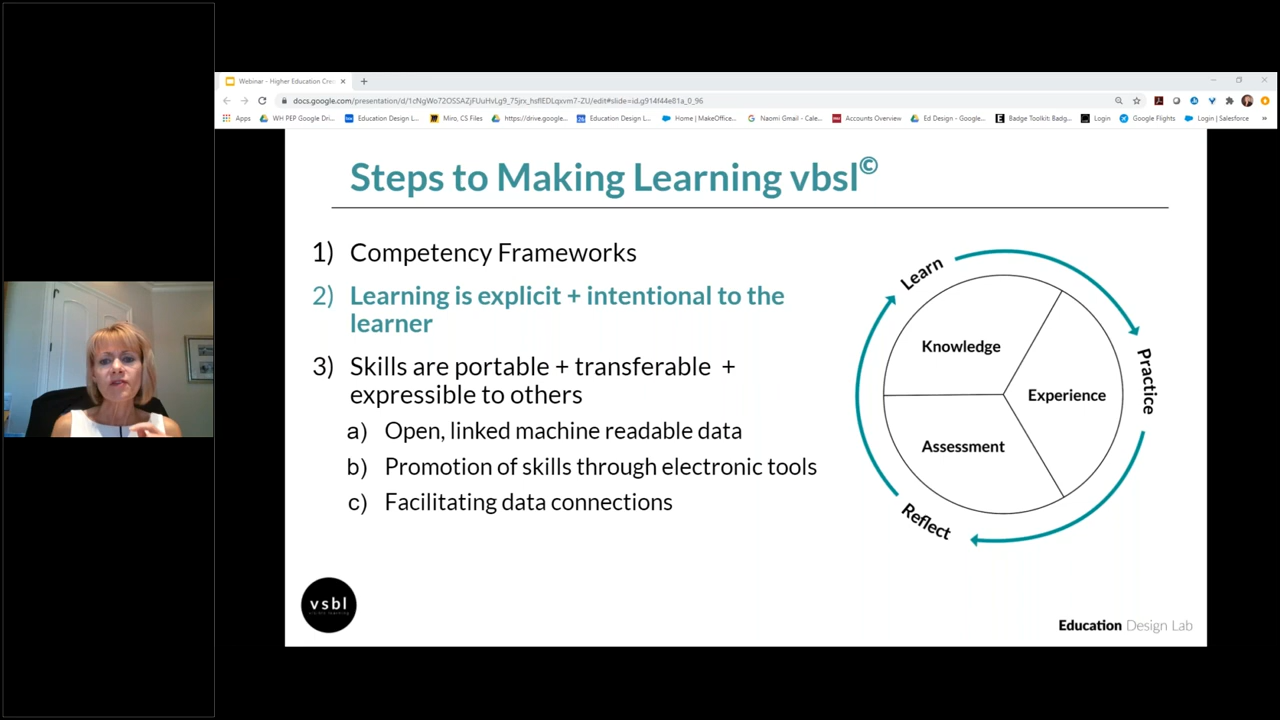 Webinar - Higher Education Cre
docs.google.com/presentation/d/1cNgWo72OSSAZjFUuHvLg9_75jrx_hsflEDLqxvm7-ZU/edit#slide=id.g914f44e81a_0_96
Apps WH PEP Google Dri... Education Design L... Miro, CS Files https://drive.google... Education Design L... Home | MakeOffice... Naomi Gmail - Cale... Accounts Overview Ed Design - Google... Badge Toolkit: Badg... Login Google Flights Login | Salesforce
Steps to Making Learning vbsl©
1) Competency Frameworks
2) Learning is explicit + intentional to the
learner
3) Skills are portable + transferable +
expressible to others
a) Open, linked machine readable data
b) Promotion of skills through electronic tools
c) Facilitating data connections
Learn
Practice
Reflect
Knowledge
Experience
Assessment
vsbl
Education Design Lab